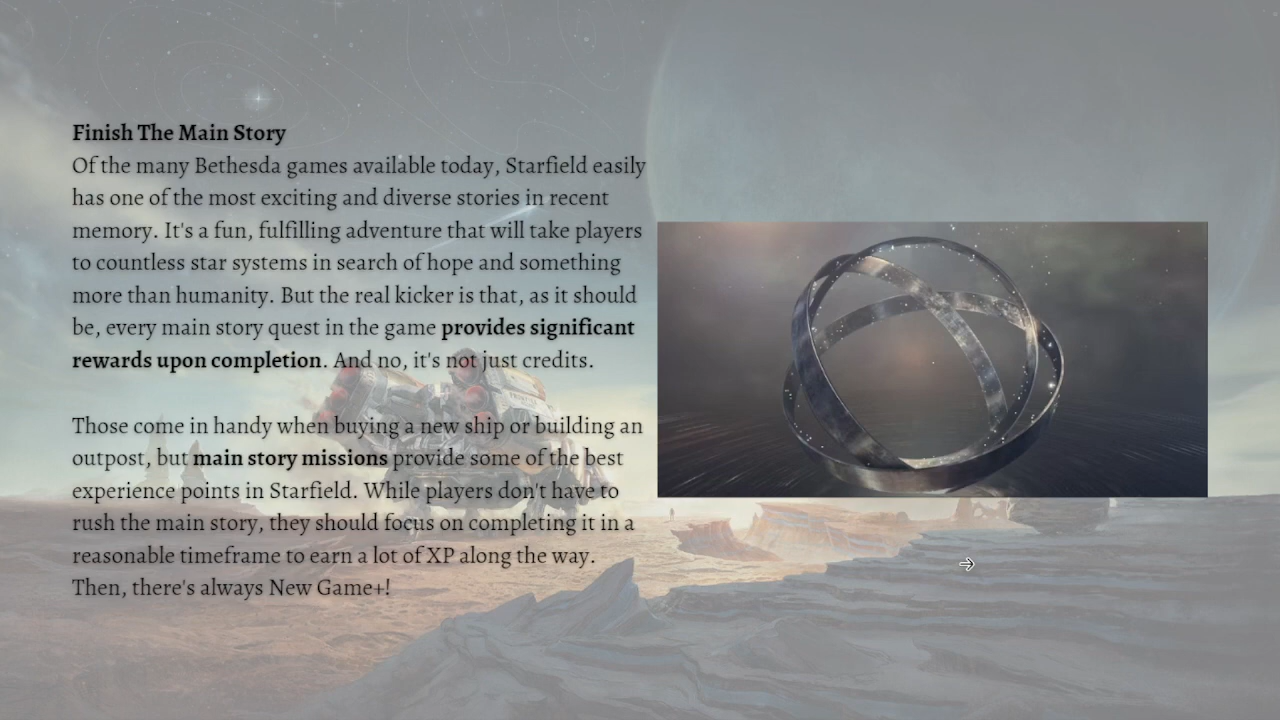 Finish The Main Story
Of the many Bethesda games available today, Starfield easily
has one of the most exciting and diverse stories in recent
memory. It's a fun, fulfilling adventure that will take players
to countless star systems in search of hope and something
more than humanity. But the real kicker is that, as it should
be, every main story quest in the game provides significant
rewards upon completion. And no, it's not just credits.
Those come in handy when buying a new ship or building an
outpost, but main story missions provide some of the best
experience points in Starfield. While players don't have to
rush the main story, they should focus on completing it in a
reasonable timeframe to earn a lot of XP along the way.
Then, there's always New Game+!